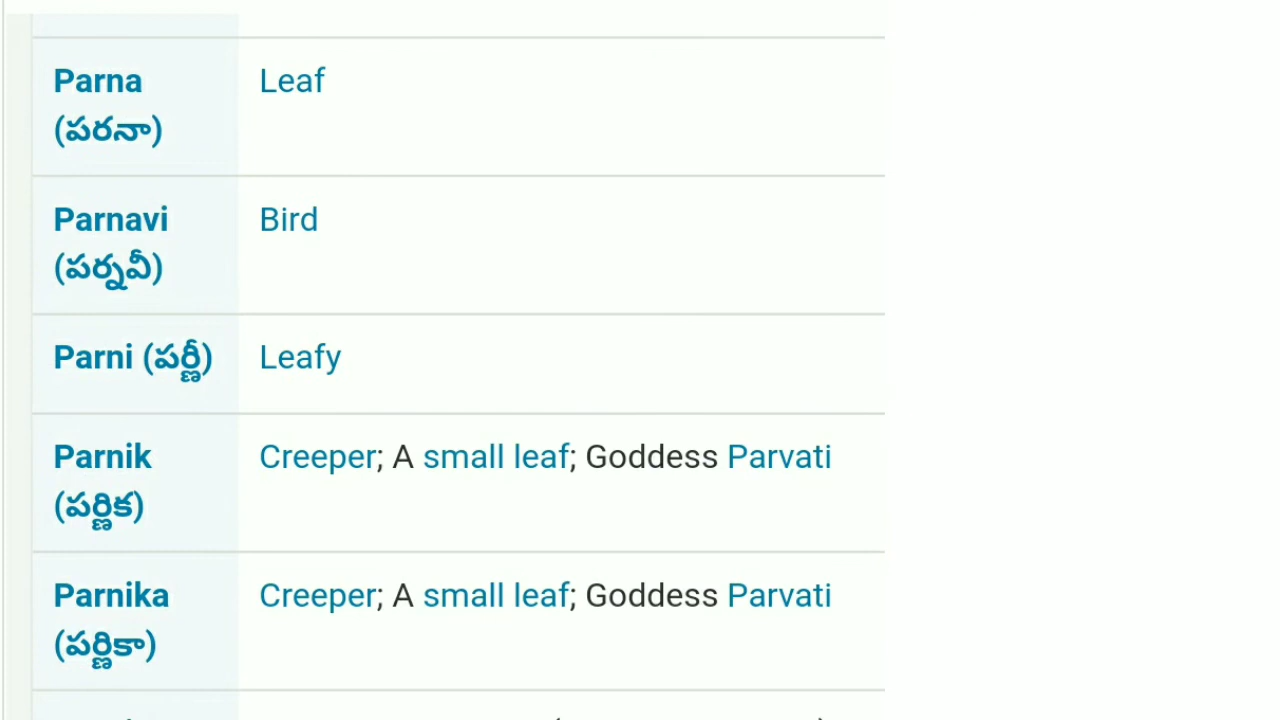 Parna
(పరనా)
Leaf
Parnavi
(పర్నవీ)
Bird
Parni (పర్ణీ)
Leafy
Parnik
(పర్ణిక)
Creeper; A small leaf; Goddess Parvati
Parnika
(పర్ణికా)
Creeper; A small leaf; Goddess Parvati